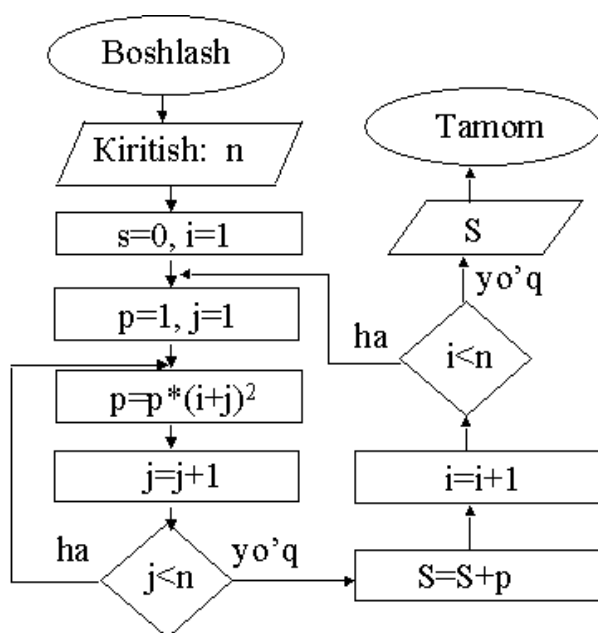 Boshlash
Kiritish: n
s=0, i=1
p=1, j=1
p=p*(i+j)²
j=j+1
ha
j<n
yo’q
S=S+p
i=i+1
ha
i<n
yo’q
S
Tamom